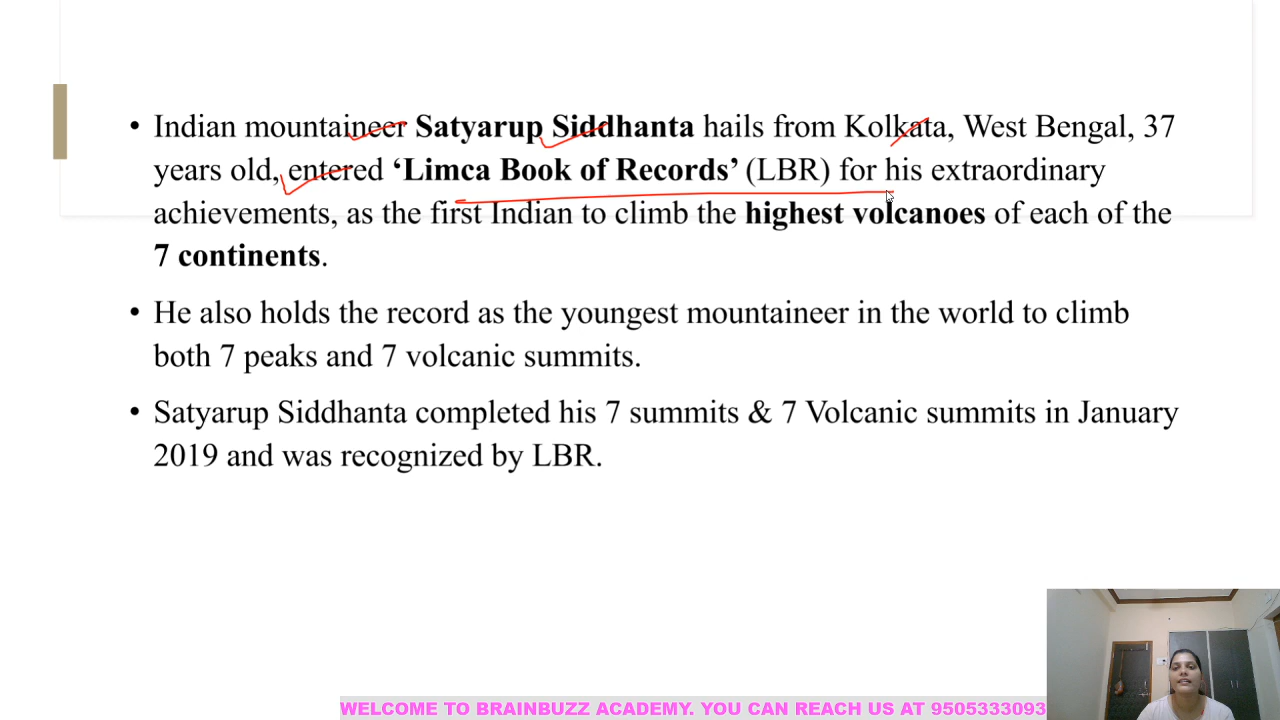 • Indian mountaineer Satyarup Siddhanta hails from Kolkata, West Bengal, 37
years old, entered ‘Limca Book of Records’ (LBR) for his extraordinary
achievements, as the first Indian to climb the highest volcanoes of each of the
7 continents.
• He also holds the record as the youngest mountaineer in the world to climb
both 7 peaks and 7 volcanic summits.
• Satyarup Siddhanta completed his 7 summits & 7 Volcanic summits in January
2019 and was recognized by LBR.
WELCOME TO BRAINBUZZ ACADEMY. YOU CAN REACH US AT 9505333093